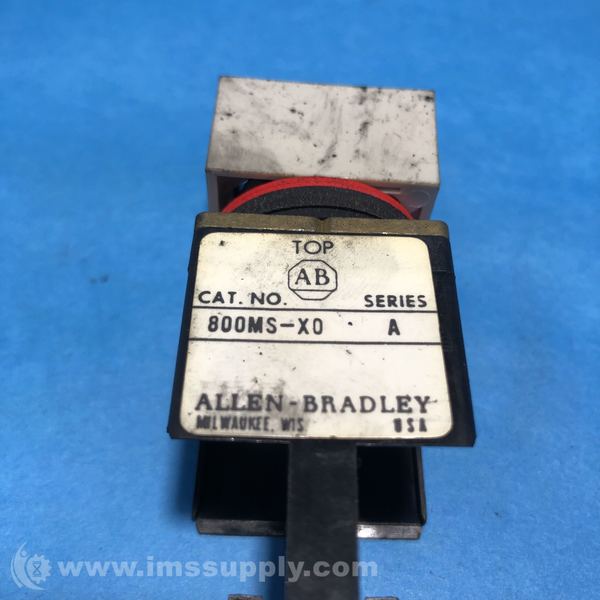 TOP
AB
CAT. NO. SERIES
800MS-X0 A
ALLEN-BRADLEY
MILWAUKEE, WIS USA
www.imssupply.com